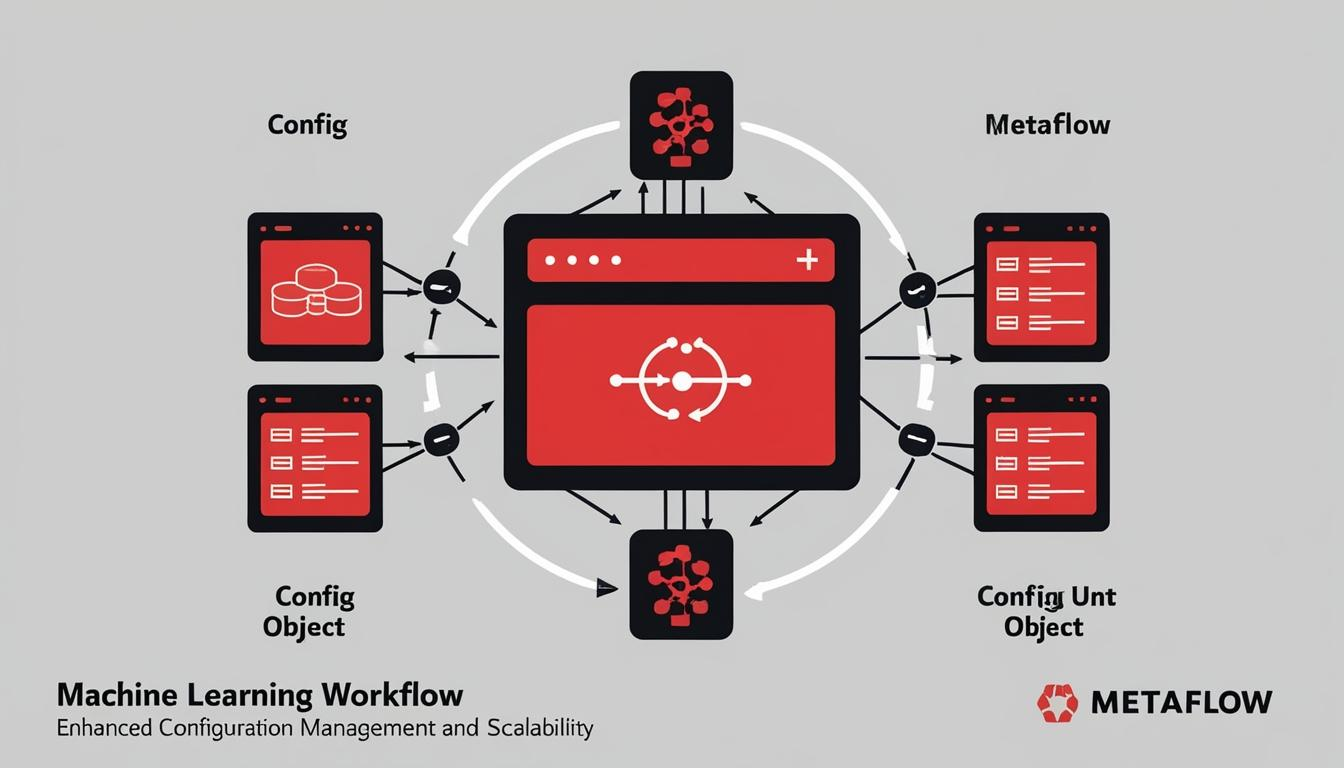 Config
Metaflow
Config
Object
Config Unt
Object
Machine Learning Workflow
Enhanced Configuration Management and Scalability
METAFLOW